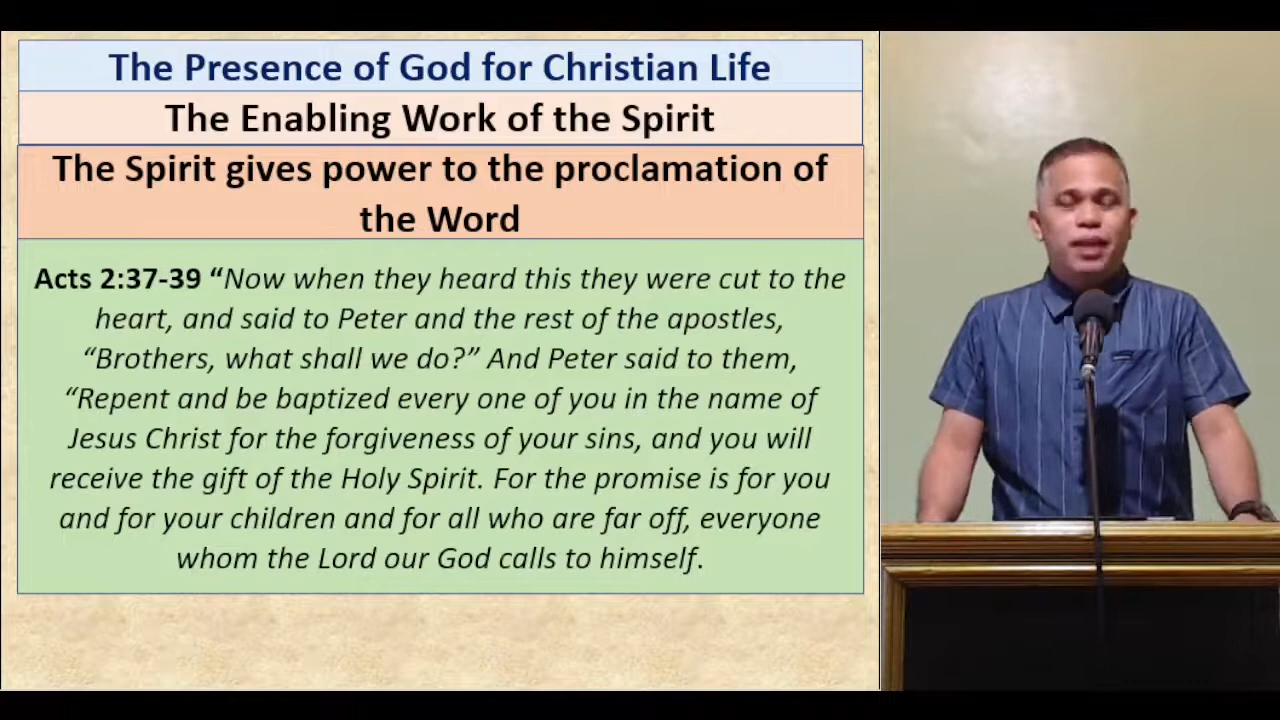 The Presence of God for Christian Life
The Enabling Work of the Spirit
The Spirit gives power to the proclamation of
the Word
Acts 2:37-39 “Now when they heard this they were cut to the
heart, and said to Peter and the rest of the apostles,
“Brothers, what shall we do?” And Peter said to them,
“Repent and be baptized every one of you in the name of
Jesus Christ for the forgiveness of your sins, and you will
receive the gift of the Holy Spirit. For the promise is for you
and for your children and for all who are far off, everyone
whom the Lord our God calls to himself.